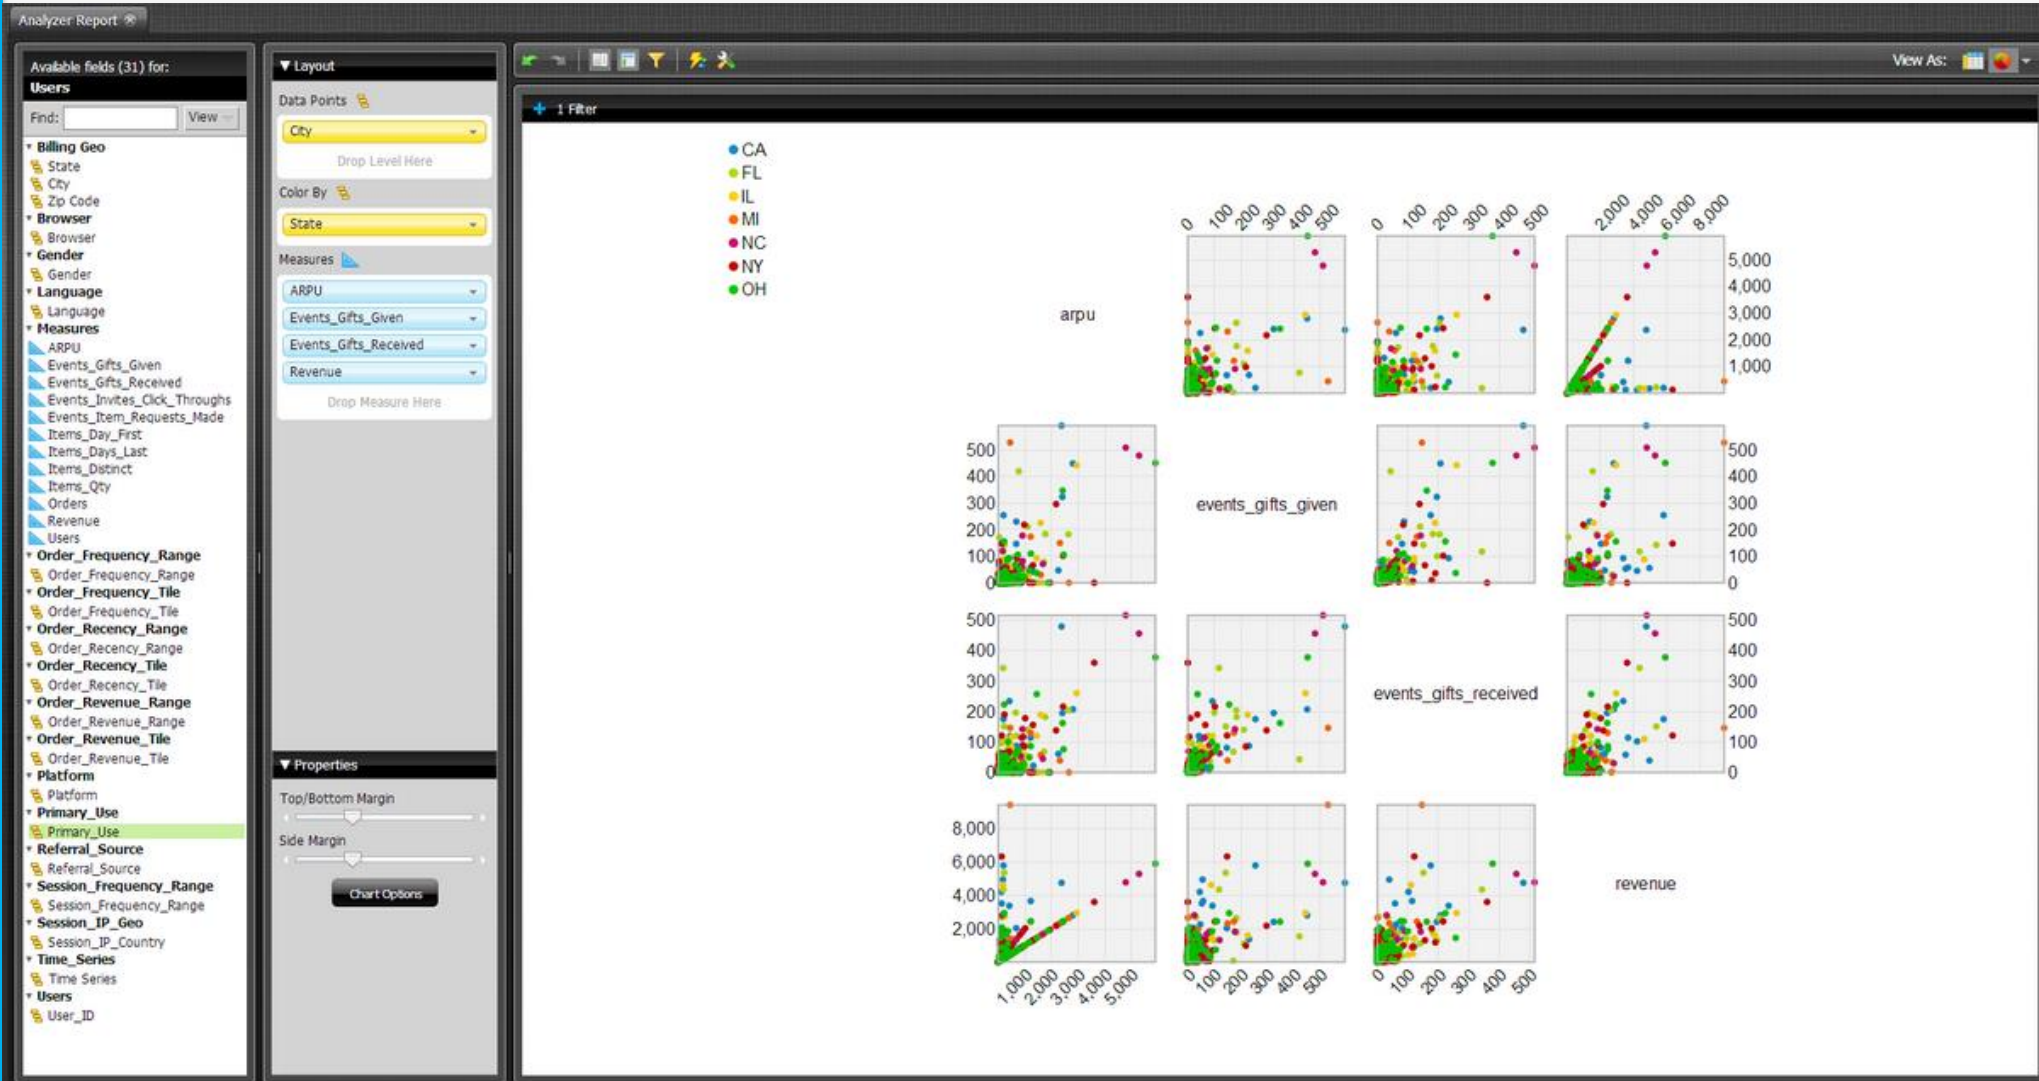 Analyzer Report
Available fields (31) for:
Users
Find:
View
Billing Geo
State
City
Zip Code
Browser
Browser
Gender
Gender
Language
Language
Measures
ARPU
Events_Gifts_Given
Events_Gifts_Received
Events_Invites_Click_Throughs
Events_Item_Requests_Made
Items_Day_First
Items_Days_Last
Items_Distinct
Items_Qty
Orders
Revenue
Users
Order_Frequency_Range
Order_Frequency_Range
Order_Frequency_Tile
Order_Frequency_Tile
Order_Recency_Range
Order_Recency_Range
Order_Recency_Tile
Order_Recency_Tile
Order_Revenue_Range
Order_Revenue_Range
Order_Revenue_Tile
Order_Revenue_Tile
Platform
Platform
Primary_Use
Primary_Use
Referral_Source
Referral_Source
Session_Frequency_Range
Session_Frequency_Range
Session_IP_Geo
Session_IP_Country
Time_Series
Time Series
Users
User_ID
Layout
Data Points
City
Drop Level Here
Color By
State
Measures
ARPU
Events_Gifts_Given
Events_Gifts_Received
Revenue
Drop Measure Here
Properties
Top/Bottom Margin
Side Margin
Chart Options
View As:
1 Filter
CA
FL
IL
MI
NC
NY
OH
0 100 200 300 400 500
0 100 200 300 400 500
2,000 4,000 6,000 8,000
arpu
5,000
4,000
3,000
2,000
1,000
500
400
300
200
100
0
events_gifts_given
500
400
300
200
100
0
500
400
300
200
100
0
events_gifts_received
500
400
300
200
100
0
8,000
6,000
4,000
2,000
revenue
1,000 2,000 3,000 4,000 5,000
0 100 200 300 400 500
0 100 200 300 400 500